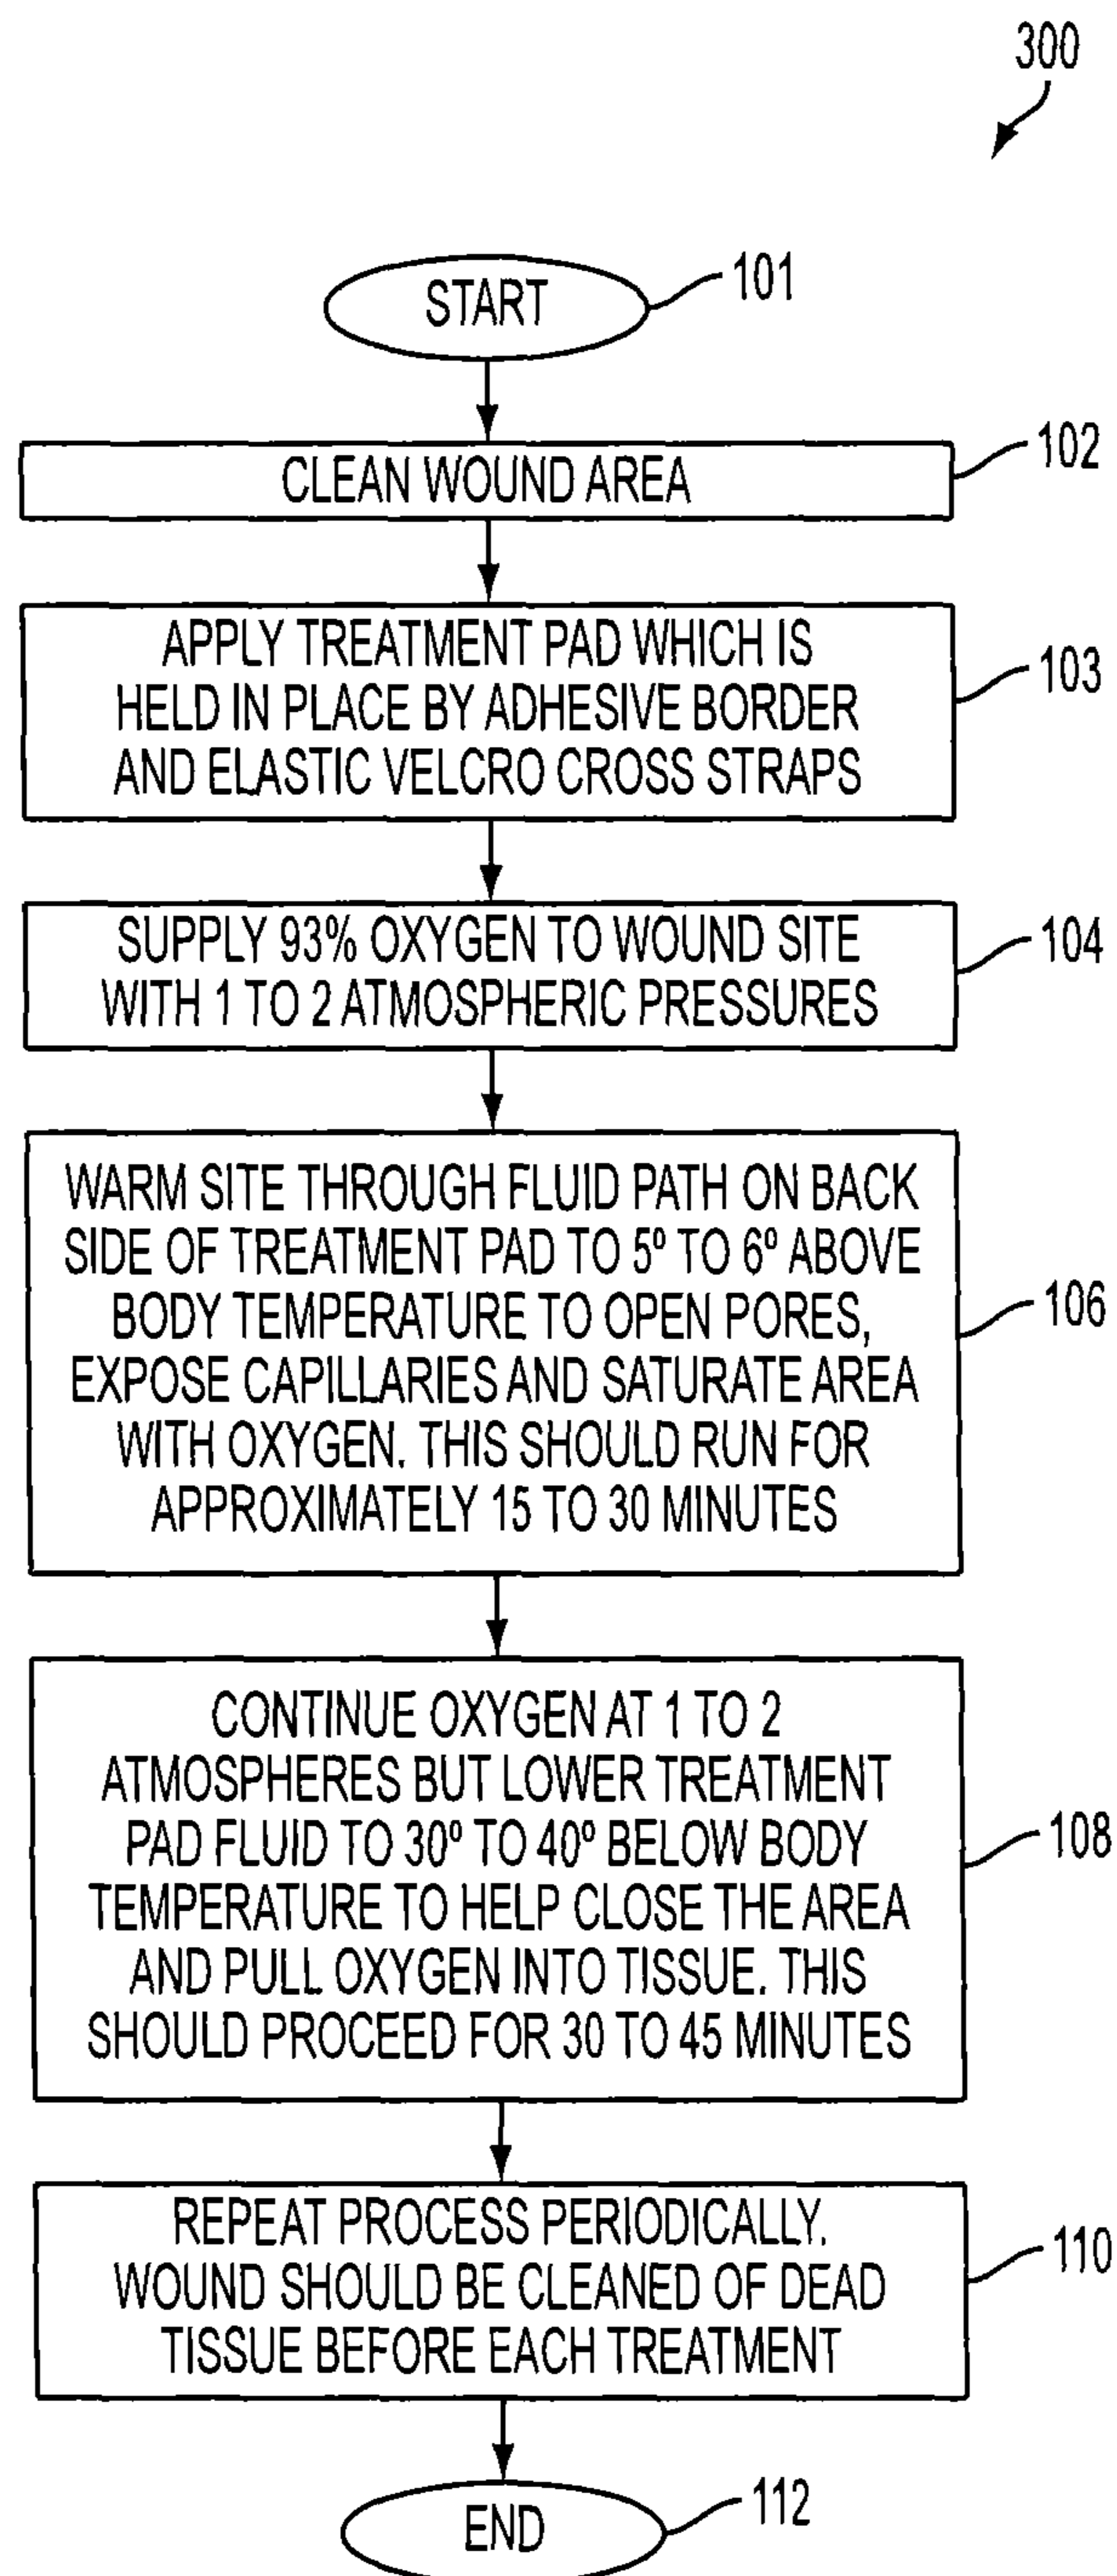 300
START
101
CLEAN WOUND AREA
102
APPLY TREATMENT PAD WHICH IS
HELD IN PLACE BY ADHESIVE BORDER
AND ELASTIC VELCRO CROSS STRAPS
103
SUPPLY 93% OXYGEN TO WOUND SITE
WITH 1 TO 2 ATMOSPHERIC PRESSURES
104
WARM SITE THROUGH FLUID PATH ON BACK
SIDE OF TREATMENT PAD TO 5º TO 6º ABOVE
BODY TEMPERATURE TO OPEN PORES,
EXPOSE CAPILLARIES AND SATURATE AREA
WITH OXYGEN. THIS SHOULD RUN FOR
APPROXIMATELY 15 TO 30 MINUTES
106
CONTINUE OXYGEN AT 1 TO 2
ATMOSPHERES BUT LOWER TREATMENT
PAD FLUID TO 30º TO 40º BELOW BODY
TEMPERATURE TO HELP CLOSE THE AREA
AND PULL OXYGEN INTO TISSUE. THIS
SHOULD PROCEED FOR 30 TO 45 MINUTES
108
REPEAT PROCESS PERIODICALLY.
WOUND SHOULD BE CLEANED OF DEAD
TISSUE BEFORE EACH TREATMENT
110
END
112